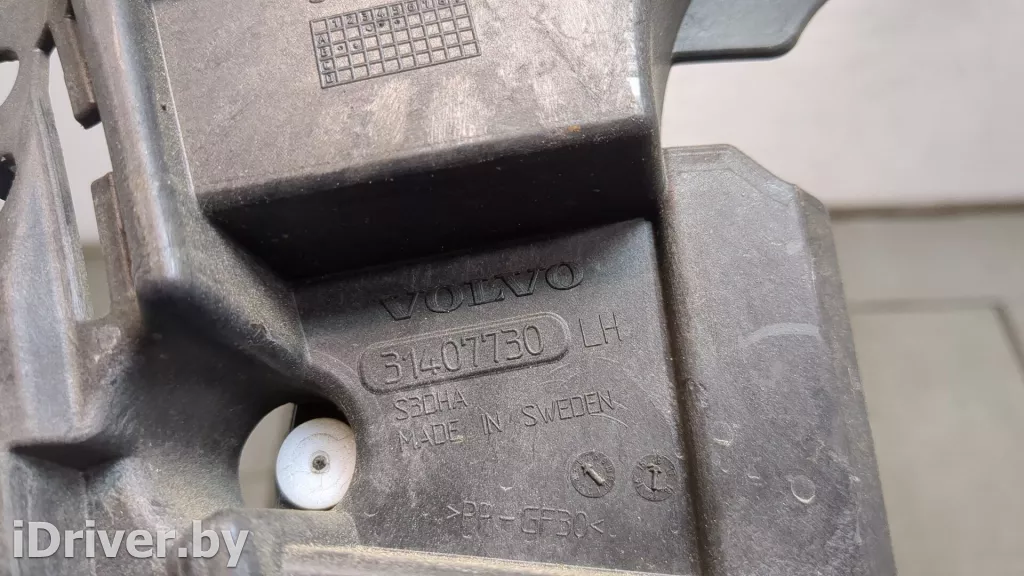 VOLVO
31407730 LH
S3DHA
MADE IN SWEDEN
>PP-GF30<
iDriver.by